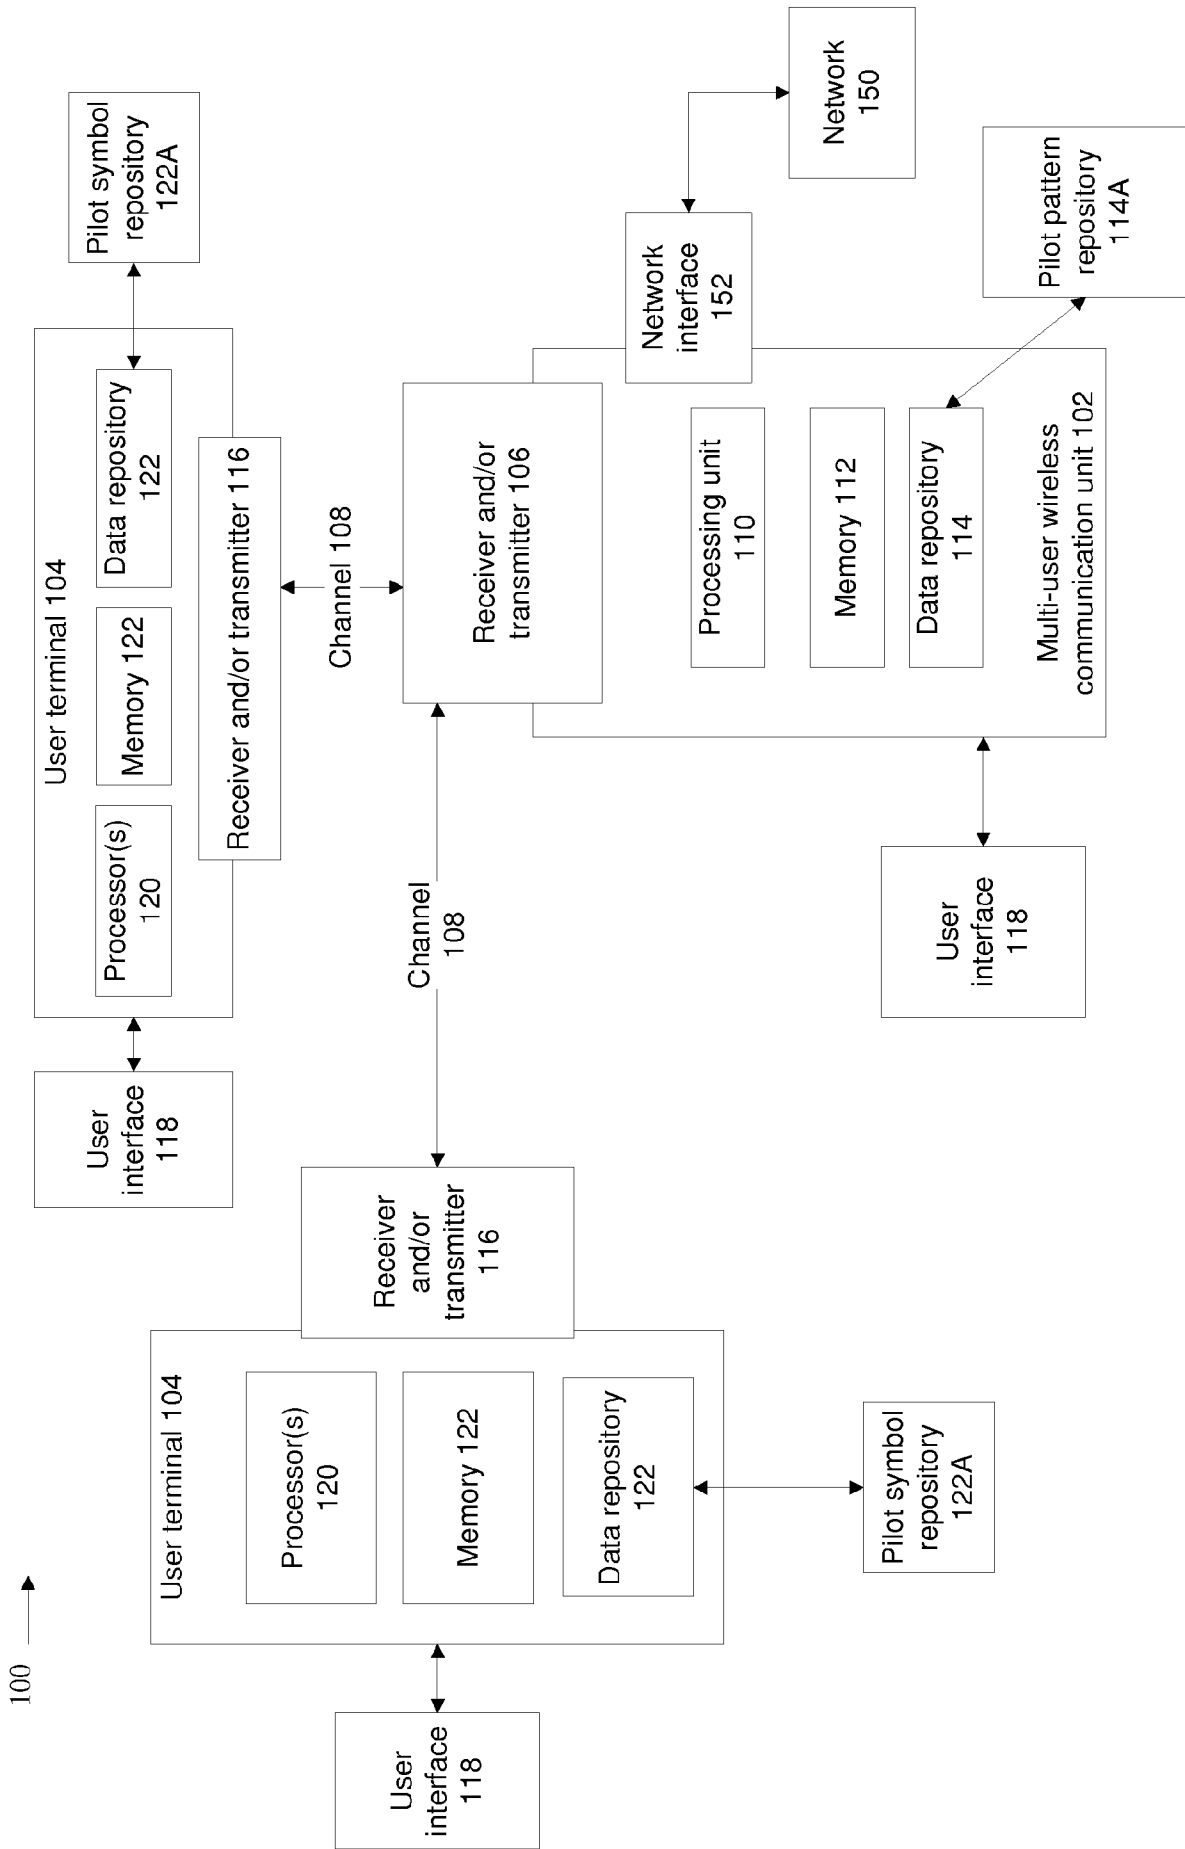 100
User terminal 104
Processor(s)
120
Memory 122
Data repository
122
Receiver
and/or
transmitter
116
User
interface
118
Pilot symbol
repository
122A
Channel
108
User
interface
118
User terminal 104
Processor(s)
120
Memory 122
Data repository
122
Receiver and/or transmitter 116
Pilot symbol
repository
122A
Channel 108
Receiver and/or
transmitter 106
Network
interface
152
Network
150
Processing unit
110
Memory 112
Data repository
114
Multi-user wireless
communication unit 102
Pilot pattern
repository
114A
User
interface
118